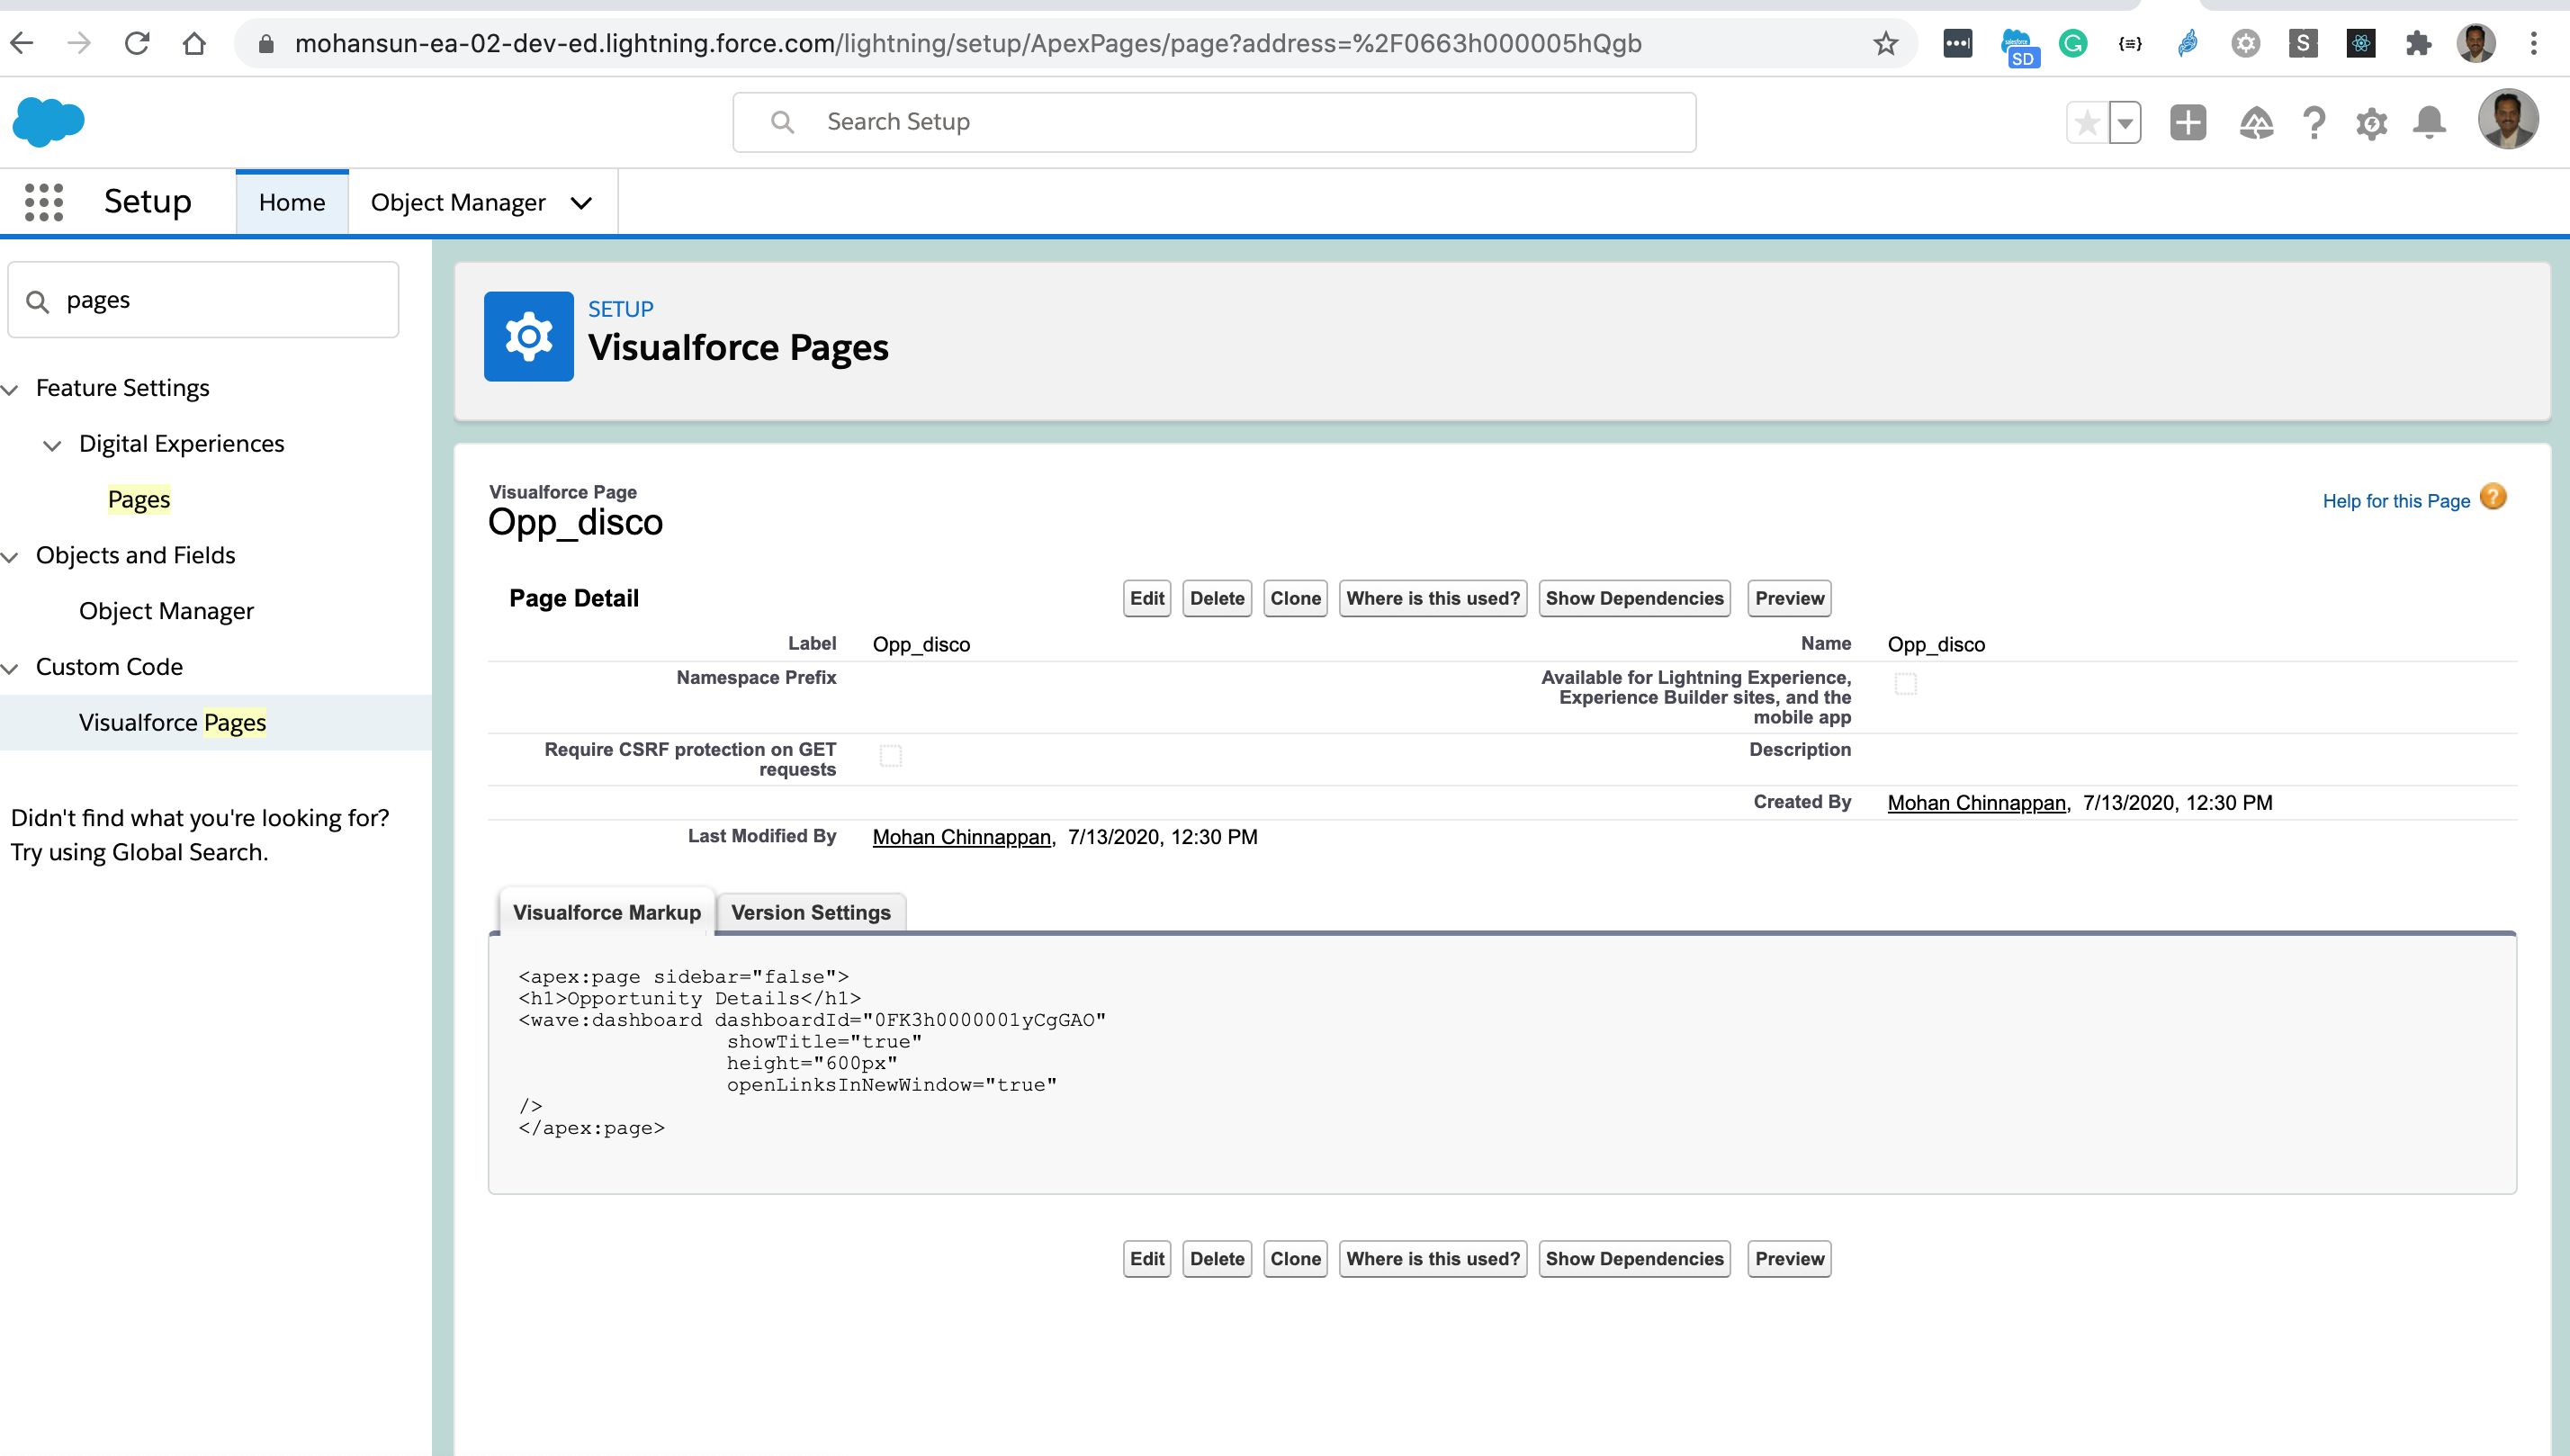 mohansun-ea-02-dev-ed.lightning.force.com/lightning/setup/ApexPages/page?address=%2F0663h000005hQgb
salesforce
SD
S
Search Setup
Setup
Home
Object Manager
pages
Feature Settings
Digital Experiences
Pages
Objects and Fields
Object Manager
Custom Code
Visualforce Pages
Didn't find what you're looking for?
Try using Global Search.
SETUP
Visualforce Pages
Visualforce Page
Opp_disco
Help for this Page ?
Page Detail
Edit Delete Clone Where is this used? Show Dependencies Preview
Label Opp_disco
Name Opp_disco
Namespace Prefix
Available for Lightning Experience,
Experience Builder sites, and the
mobile app
Require CSRF protection on GET
requests
Description
Created By Mohan Chinnappan, 7/13/2020, 12:30 PM
Last Modified By Mohan Chinnappan, 7/13/2020, 12:30 PM
Visualforce Markup Version Settings
<apex:page sidebar="false">
<h1>Opportunity Details</h1>
<wave:dashboard dashboardId="0FK3h0000001yCgGAO"
showTitle="true"
height="600px"
openLinksInNewWindow="true"
/>
</apex:page>
Edit Delete Clone Where is this used? Show Dependencies Preview